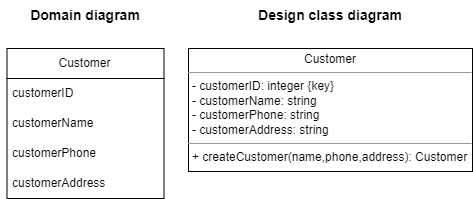 Domain diagram
Customer
customerID
customerName
customerPhone
customerAddress
Design class diagram
Customer
- customerID: integer {key}
- customerName: string
- customerPhone: string
- customerAddress: string
+ createCustomer(name,phone,address): Customer